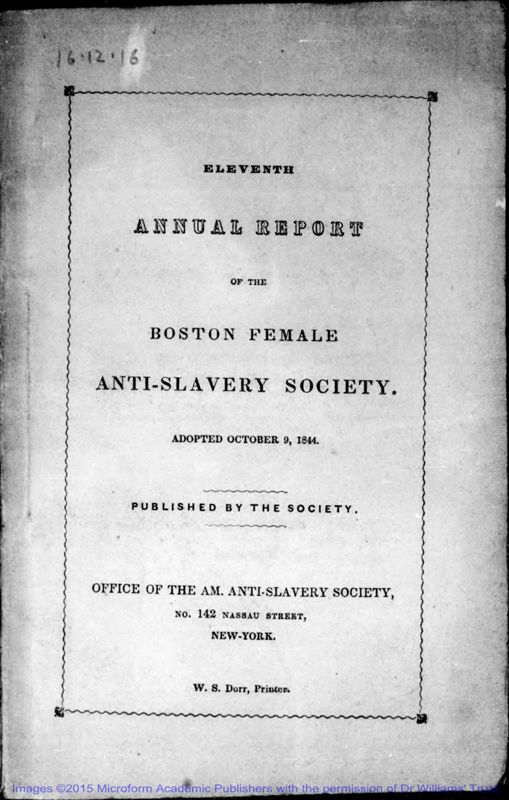 16·12·16
ELEVENTH
ANNUAL REPORT
OF THE
BOSTON FEMALE
ANTI-SLAVERY SOCIETY.
ADOPTED OCTOBER 9, 1844.
PUBLISHED BY THE SOCIETY.
OFFICE OF THE AM. ANTI-SLAVERY SOCIETY,
NO. 142 NASSAU STREET,
NEW-YORK.
W. S. Dorr, Printer.
Images ©2015 Microform Academic Publishers with the permission of Dr Williams' Trust